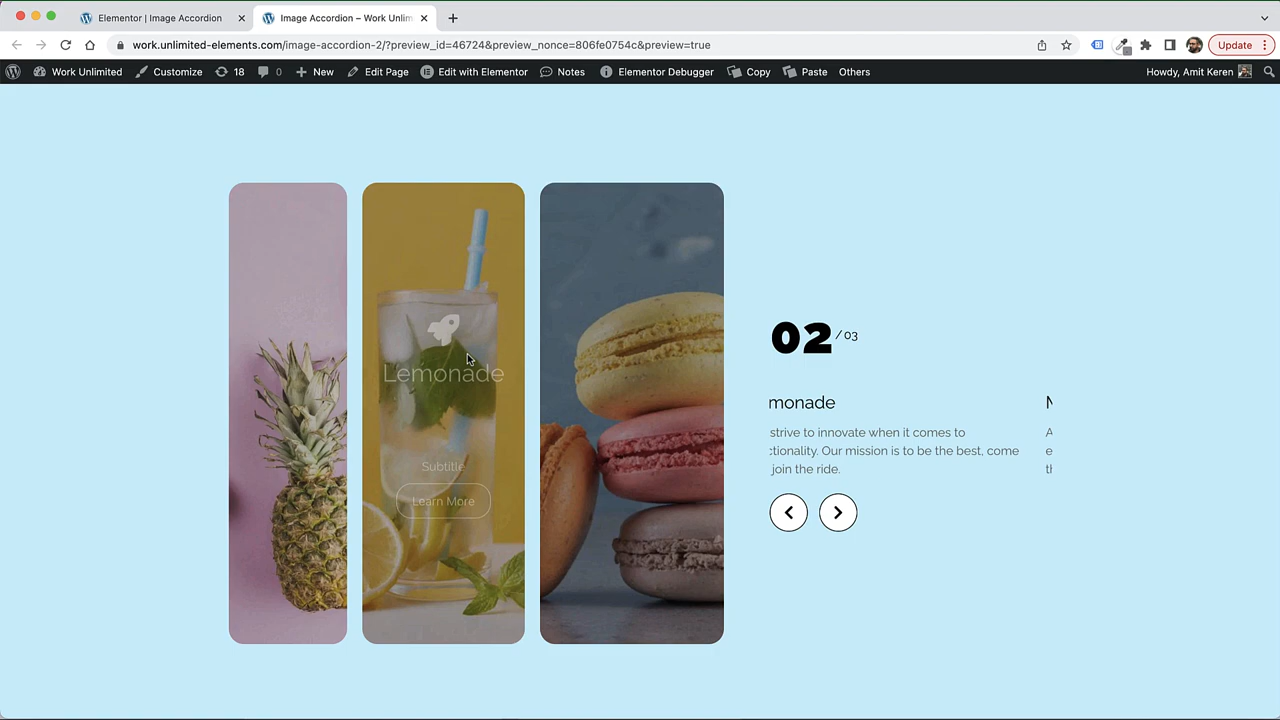 Elementor | Image Accordion
Image Accordion – Work Unlim
work.unlimited-elements.com/image-accordion-2/?preview_id=46724&preview_nonce=806fe0754c&preview=true
Update
Work Unlimited
Customize
18
0
New
Edit Page
Edit with Elementor
Notes
Elementor Debugger
Copy
Paste
Others
Howdy, Amit Keren
Lemonade
Subtitle
Learn More
02 / 03
monade
strive to innovate when it comes to
ctionality. Our mission is to be the best, come
join the ride.
A
e
th